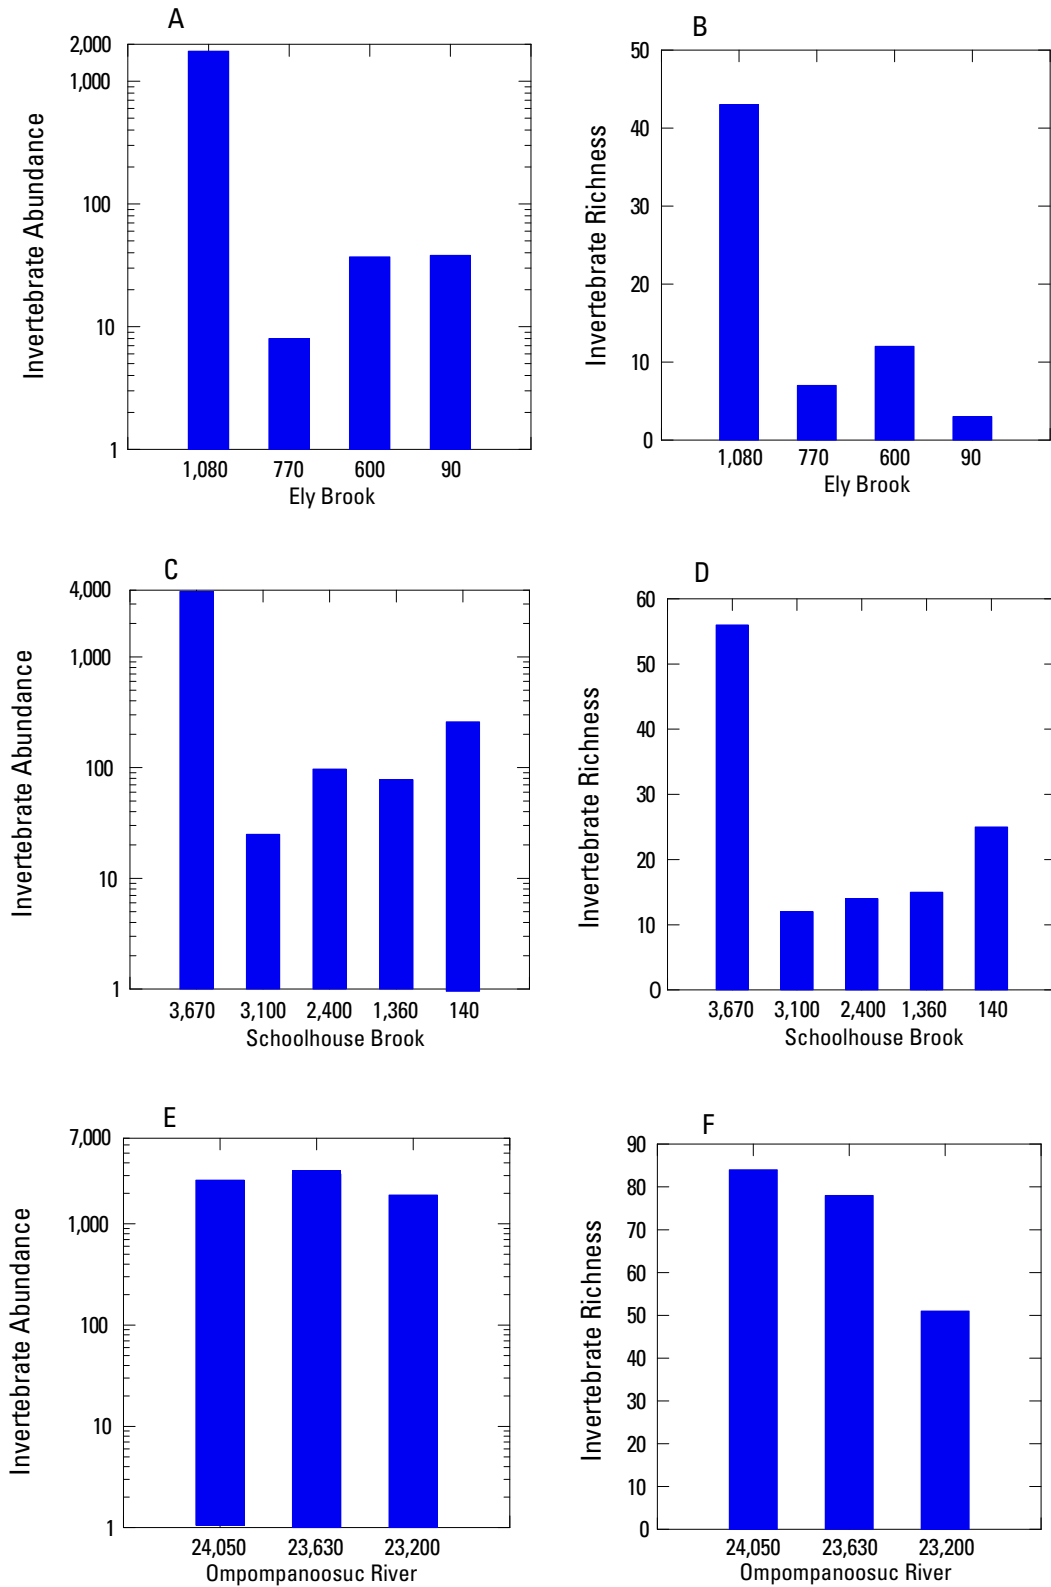 A
Invertebrate Abundance
2,000
1,000
100
10
1
1,080 770 600 90
Ely Brook
B
Invertebrate Richness
50
40
30
20
10
0
1,080 770 600 90
Ely Brook
C
Invertebrate Abundance
4,000
1,000
100
10
1
3,670 3,100 2,400 1,360 140
Schoolhouse Brook
D
Invertebrate Richness
60
50
40
30
20
10
0
3,670 3,100 2,400 1,360 140
Schoolhouse Brook
E
Invertebrate Abundance
7,000
1,000
100
10
1
24,050 23,630 23,200
Ompompanoosuc River
F
Invertebrate Richness
90
80
70
60
50
40
30
20
10
0
24,050 23,630 23,200
Ompompanoosuc River